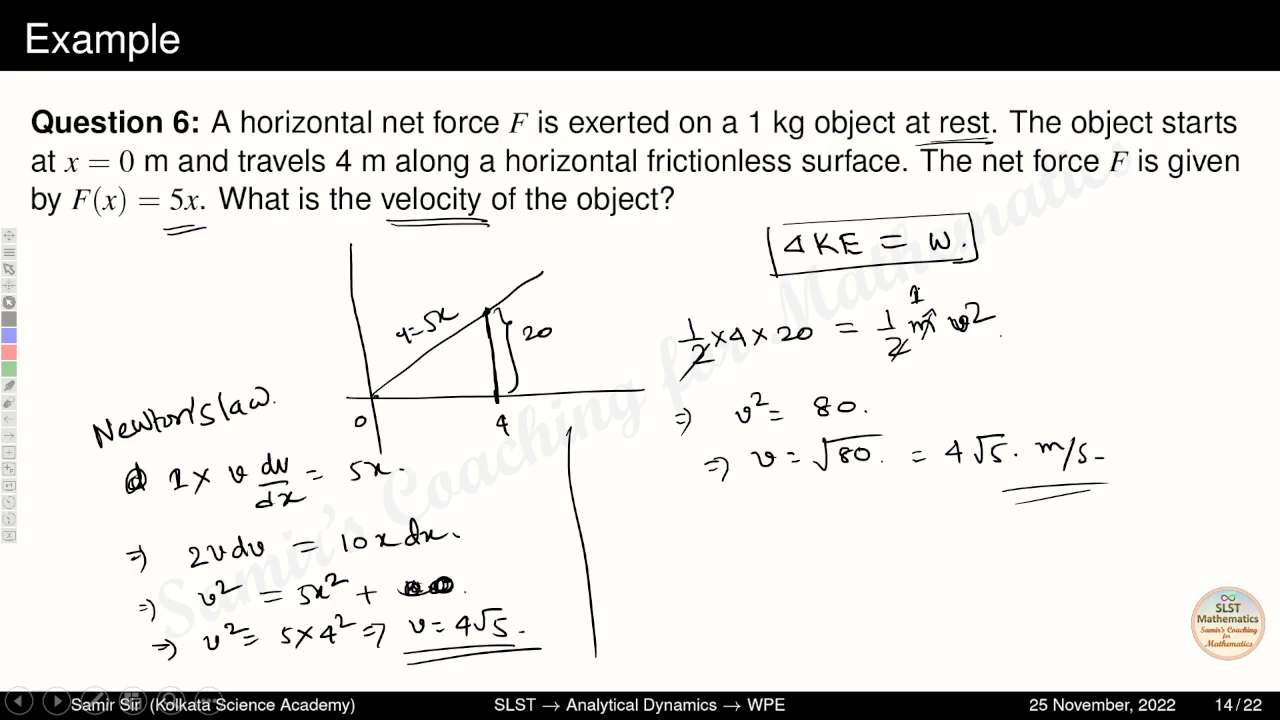 Example
Question 6: A horizontal net force F is exerted on a 1 kg object at rest. The object starts
at x = 0 m and travels 4 m along a horizontal frictionless surface. The net force F is given
by F(x) = 5x. What is the velocity of the object?
△KE = W.
y=5x
20
0
4
1/2 × 4 × 20 = 1/2 m v²
1
⇒ v² = 80.
⇒ v = √80. = 4√5. m/s
Newton's law.
1 × v dv/dx = 5x.
⇒ 2v dv = 10x dx.
⇒ v² = 5x² +
⇒ v² = 5×4² ⇒ v = 4√5.
Samir's Coaching for Mathematics
SLST
Mathematics
Samir's Coaching
for
Mathematics
Samir Sir (Kolkata Science Academy)
SLST → Analytical Dynamics → WPE
25 November, 2022
14 / 22